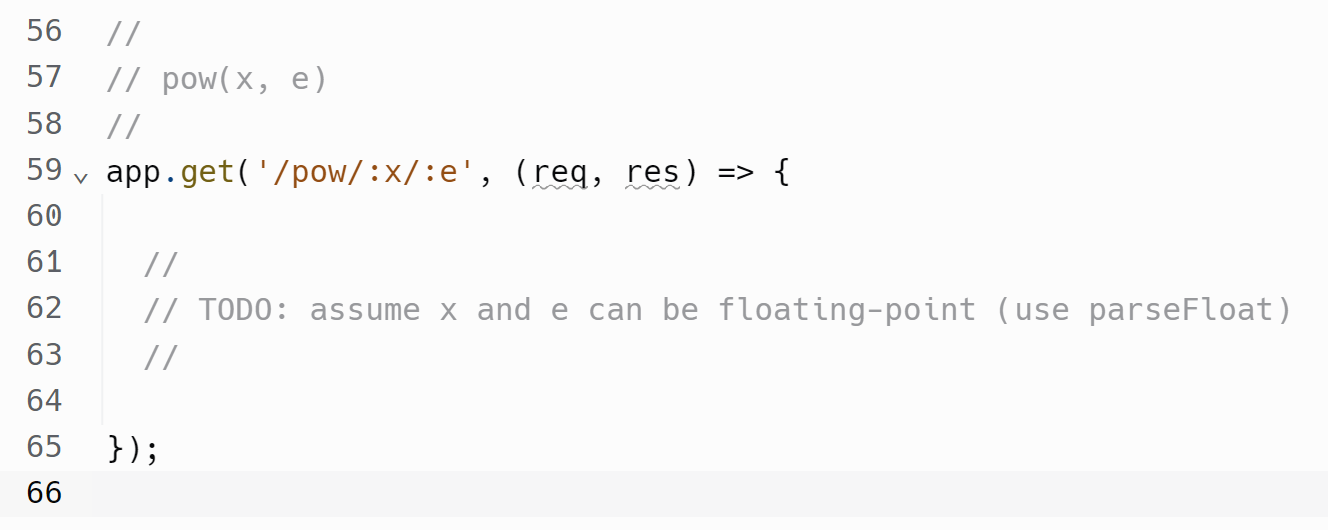 56 //
57 // pow(x, e)
58 //
59 app.get('/pow/:x/:e', (req, res) => {
60
61 //
62 // TODO: assume x and e can be floating-point (use parseFloat)
63 //
64
65 });
66